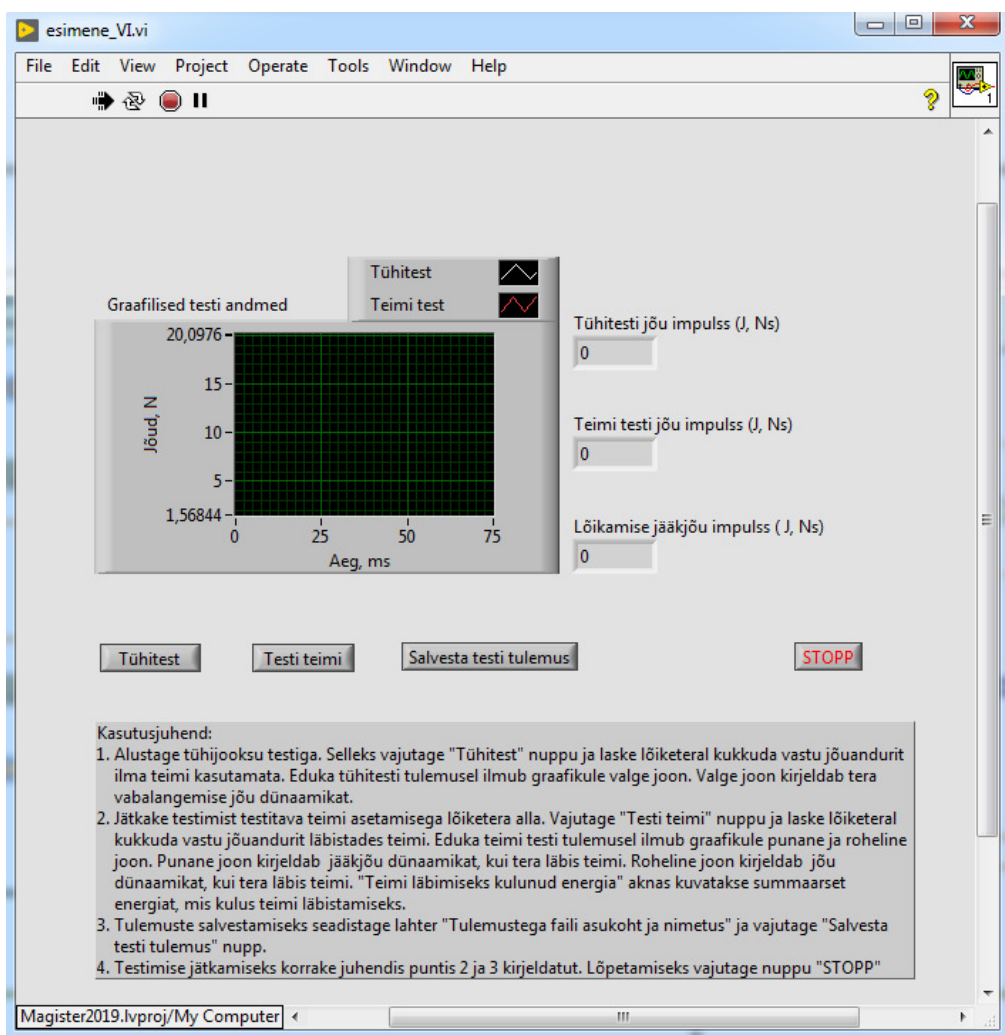 esimene_VI.vi
File Edit View Project Operate Tools Window Help
?
1
Tühitest
Teimi test
Graafilised testi andmed
20,0976
15
10
5
1,56844
Jõud, N
0 25 50 75
Aeg, ms
Tühitesti jõu impulss (J, Ns)
0
Teimi testi jõu impulss (J, Ns)
0
Lõikamise jääkjõu impulss ( J, Ns)
0
Tühitest Testi teimi Salvesta testi tulemus STOPP
Kasutusjuhend:
1. Alustage tühijooksu testiga. Selleks vajutage "Tühitest" nuppu ja laske lõiketeral kukkuda vastu jõuandurit
ilma teimi kasutamata. Eduka tühitesti tulemusel ilmub graafikule valge joon. Valge joon kirjeldab tera
vabalangemise jõu dünaamikat.
2. Jätkake testimist testitava teimi asetamisega lõiketera alla. Vajutage "Testi teimi" nuppu ja laske lõiketeral
kukkuda vastu jõuandurit läbistades teimi. Eduka teimi testi tulemusel ilmub graafikule punane ja roheline
joon. Punane joon kirjeldab jääkjõu dünaamikat, kui tera läbis teimi. Roheline joon kirjeldab jõu
dünaamikat, kui tera läbis teimi. "Teimi läbimiseks kulunud energia" aknas kuvatakse summaarset
energiat, mis kulus teimi läbistamiseks.
3. Tulemuste salvestamiseks seadistage lahter "Tulemustega faili asukoht ja nimetus" ja vajutage "Salvesta
testi tulemus" nupp.
4. Testimise jätkamiseks korrake juhendis puntis 2 ja 3 kirjeldatut. Lõpetamiseks vajutage nuppu "STOPP"
Magister2019.lvproj/My Computer